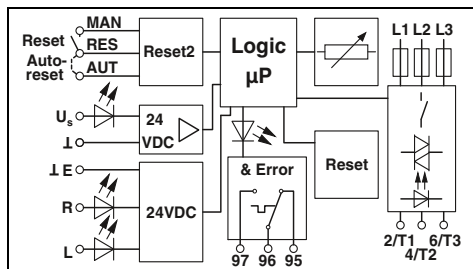 MAN
Reset
RES
Auto-
reset
AUT
Reset2
Logic
µP
L1 L2 L3
Us
24
VDC
⊥
⊥ E
R
L
24VDC
& Error
97 96 95
Reset
2/T1 6/T3
4/T2